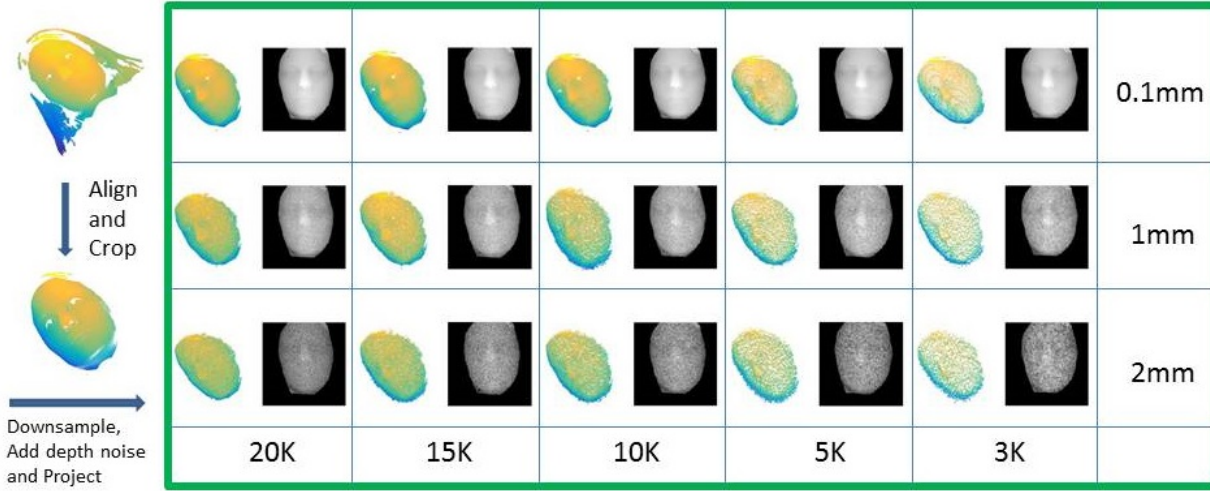 Align
and
Crop
Downsample,
Add depth noise
and Project
0.1mm
1mm
2mm
20K 15K 10K 5K 3K